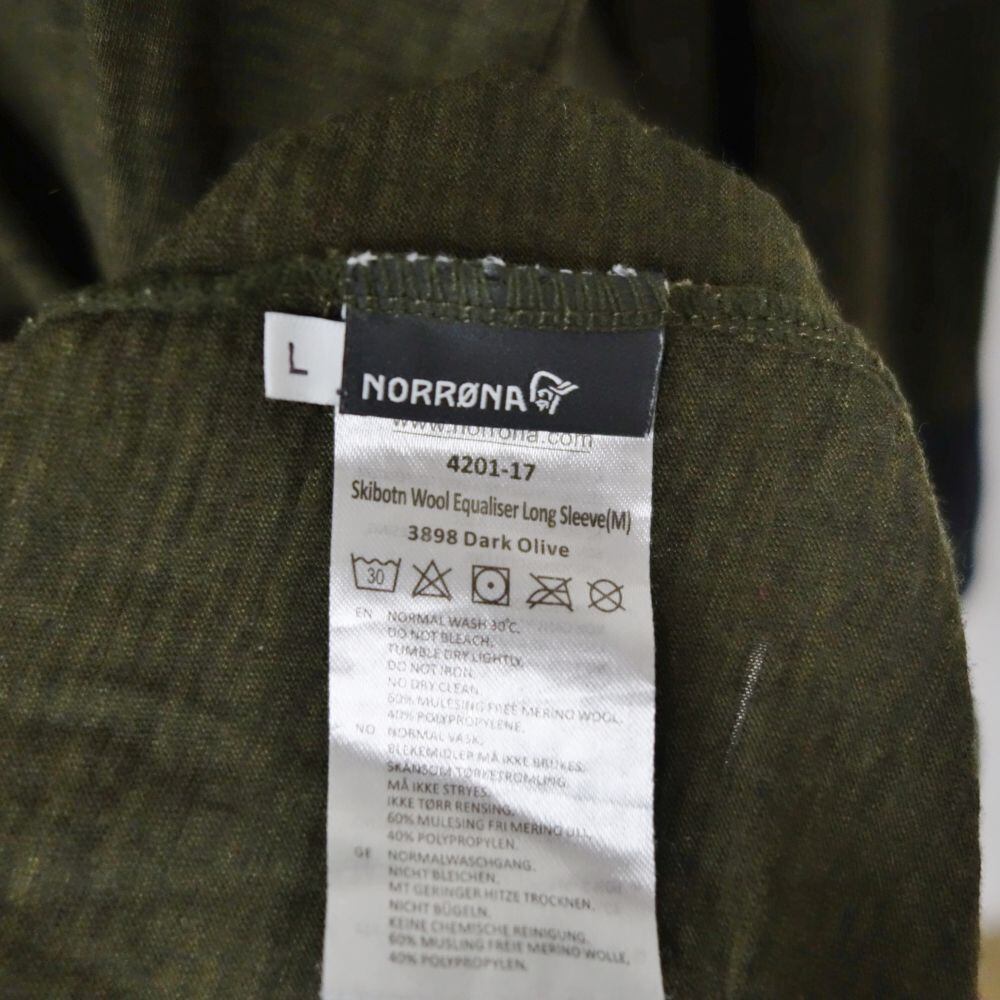 L
NORRØNA
www.norrona.com
4201-17
Skibotn Wool Equaliser Long Sleeve(M)
3898 Dark Olive
30
EN NORMAL WASH 30°C.
DO NOT BLEACH.
TUMBLE DRY LIGHTLY.
DO NOT IRON.
NO DRY CLEAN.
60% MULESING FREE MERINO WOOL.
40% POLYPROPYLENE.
NO NORMAL VASK.
BLEKEMIDLER MÅ IKKE BRUKES.
SKÅNSOM TØRKETROMLING.
MÅ IKKE STRYES.
IKKE TØRR RENSING.
60% MULESING FRI MERINO ULL.
40% POLYPROPYLEN.
GE NORMALWASCHGANG.
NICHT BLEICHEN.
MT GERINGER HITZE TROCKNEN.
NICHT BÜGELN.
KEINE CHEMISCHE REINIGUNG.
60% MUSLING FREIE MERINO WOLLE.
40% POLYPROPYLEN.